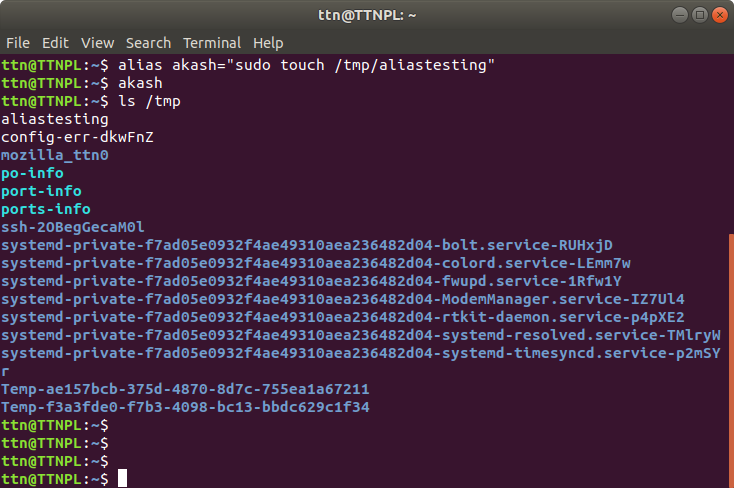 ttn@TTNPL: ~
File Edit View Search Terminal Help
ttn@TTNPL:~$ alias akash="sudo touch /tmp/aliastesting"
ttn@TTNPL:~$ akash
ttn@TTNPL:~$ ls /tmp
aliastesting
config-err-dkwFnZ
mozilla_ttn0
po-info
port-info
ports-info
ssh-2OBegGecaM0l
systemd-private-f7ad05e0932f4ae49310aea236482d04-bolt.service-RUHxjD
systemd-private-f7ad05e0932f4ae49310aea236482d04-colord.service-LEmm7w
systemd-private-f7ad05e0932f4ae49310aea236482d04-fwupd.service-1Rfw1Y
systemd-private-f7ad05e0932f4ae49310aea236482d04-ModemManager.service-IZ7Ul4
systemd-private-f7ad05e0932f4ae49310aea236482d04-rtkit-daemon.service-p4pXE2
systemd-private-f7ad05e0932f4ae49310aea236482d04-systemd-resolved.service-TMlryW
systemd-private-f7ad05e0932f4ae49310aea236482d04-systemd-timesyncd.service-p2mSY
r
Temp-ae157bcb-375d-4870-8d7c-755ea1a67211
Temp-f3a3fde0-f7b3-4098-bc13-bbdc629c1f34
ttn@TTNPL:~$
ttn@TTNPL:~$
ttn@TTNPL:~$
ttn@TTNPL:~$